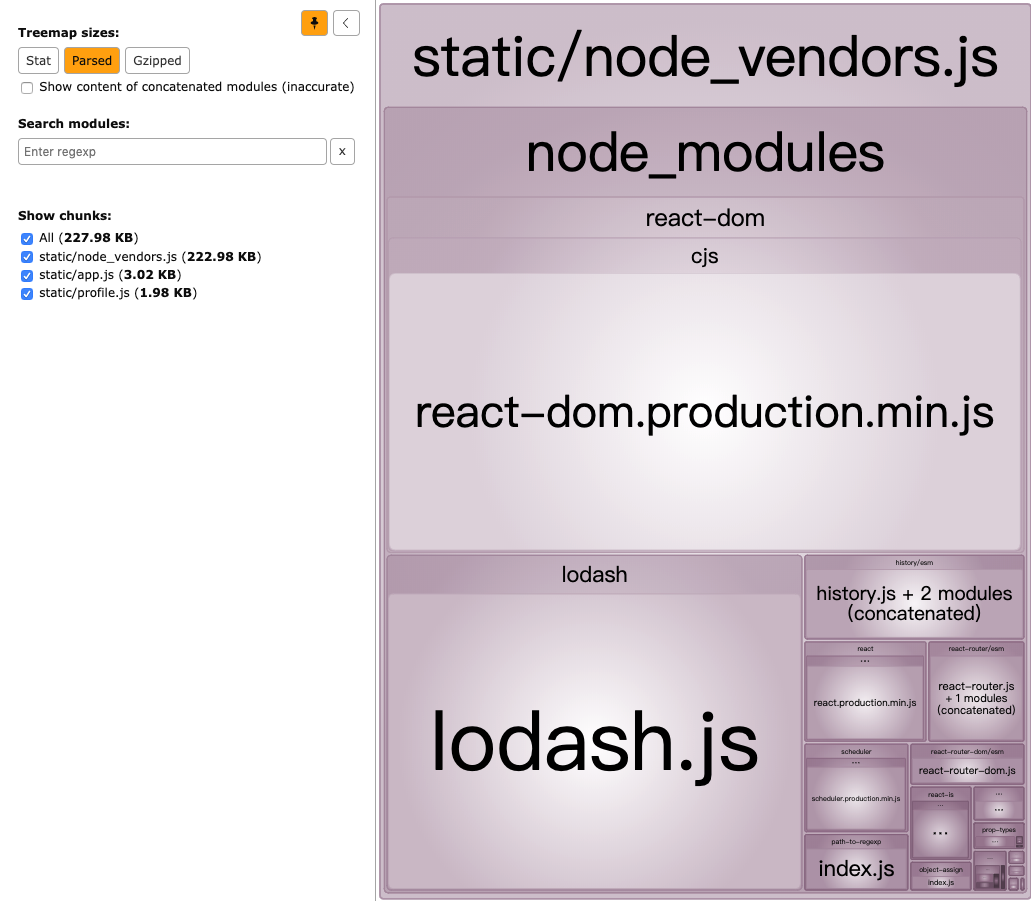 Treemap sizes:
Stat
Parsed
Gzipped
Show content of concatenated modules (inaccurate)
Search modules:
Enter regexp
x
Show chunks:
All (227.98 KB)
static/node_vendors.js (222.98 KB)
static/app.js (3.02 KB)
static/profile.js (1.98 KB)
static/node_vendors.js
node_modules
react-dom
cjs
react-dom.production.min.js
lodash
lodash.js
history/esm
history.js + 2 modules
(concatenated)
react
...
react.production.min.js
react-router/esm
react-router.js
+ 1 modules
(concatenated)
scheduler
...
scheduler.production.min.js
react-router-dom/esm
react-router-dom.js
react-is
...
...
...
...
prop-types
...
path-to-regexp
index.js
object-assign
index.js
...